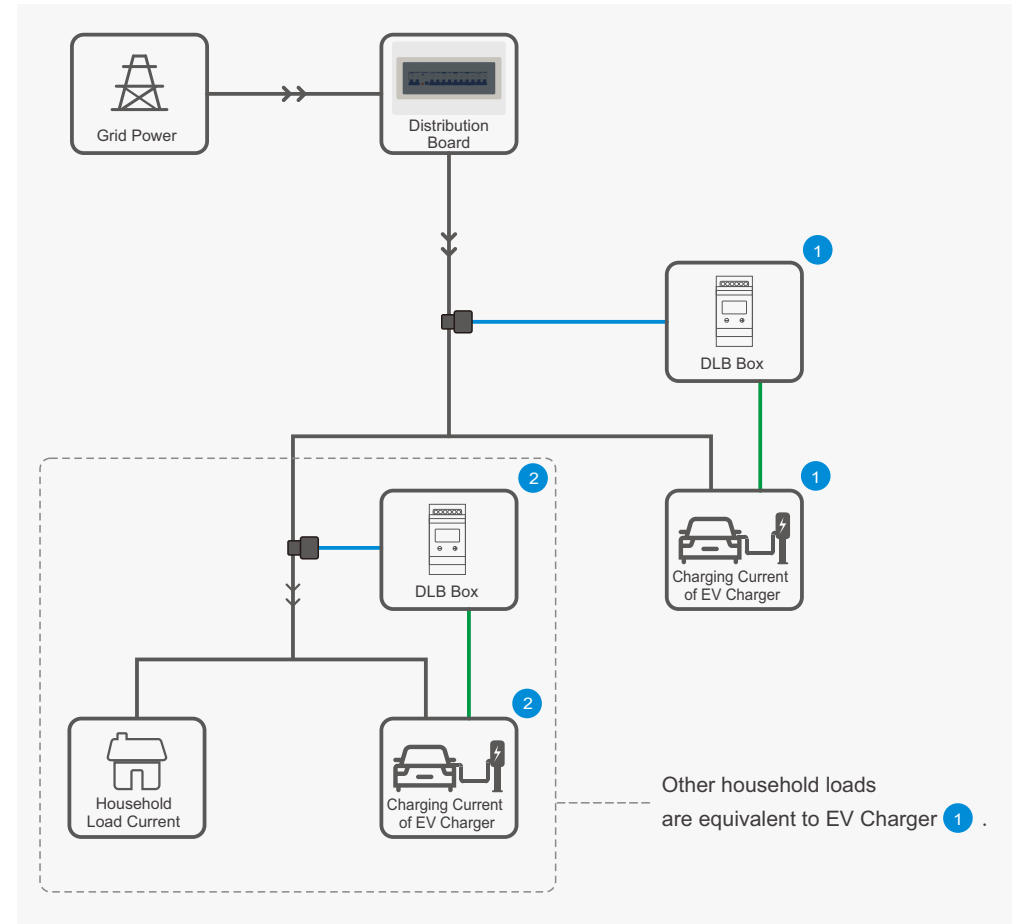 Grid Power
Distribution
Board
1
DLB Box
1
Charging Current
of EV Charger
2
DLB Box
2
Household
Load Current
Charging Current
of EV Charger
Other household loads
are equivalent to EV Charger 1 .